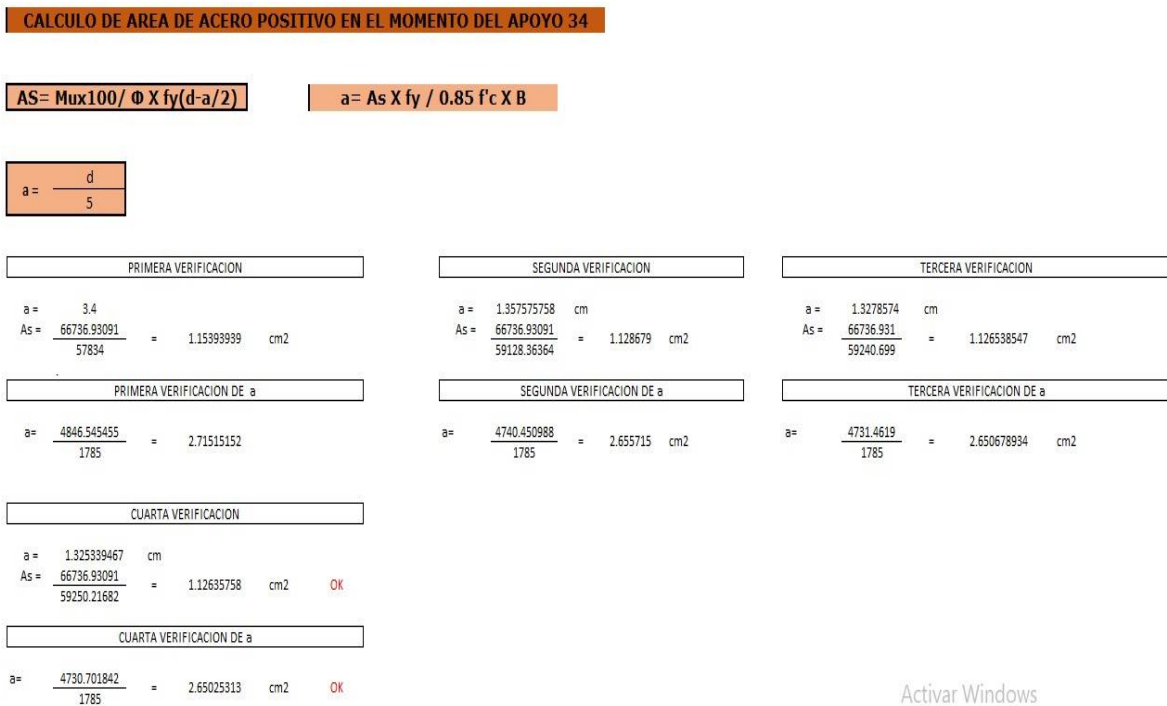 CALCULO DE AREA DE ACERO POSITIVO EN EL MOMENTO DEL APOYO 34
AS= Mux100/ Φ X fy(d-a/2)
a= As X fy / 0.85 f'c X B
a = d
5
PRIMERA VERIFICACION
a = 3.4
As = 66736.93091 = 1.15393939 cm2
57834
SEGUNDA VERIFICACION
a = 1.357575758 cm
As = 66736.93091 = 1.128679 cm2
59128.36364
TERCERA VERIFICACION
a = 1.3278574 cm
As = 66736.931 = 1.126538547 cm2
59240.699
PRIMERA VERIFICACION DE a
a= 4846.545455 = 2.71515152
1785
SEGUNDA VERIFICACION DE a
a= 4740.450988 = 2.655715 cm2
1785
TERCERA VERIFICACION DE a
a= 4731.4619 = 2.650678934 cm2
1785
CUARTA VERIFICACION
a = 1.325339467 cm
As = 66736.93091 = 1.12635758 cm2 OK
59250.21682
CUARTA VERIFICACION DE a
a= 4730.701842 = 2.65025313 cm2 OK
1785
Activar Windows